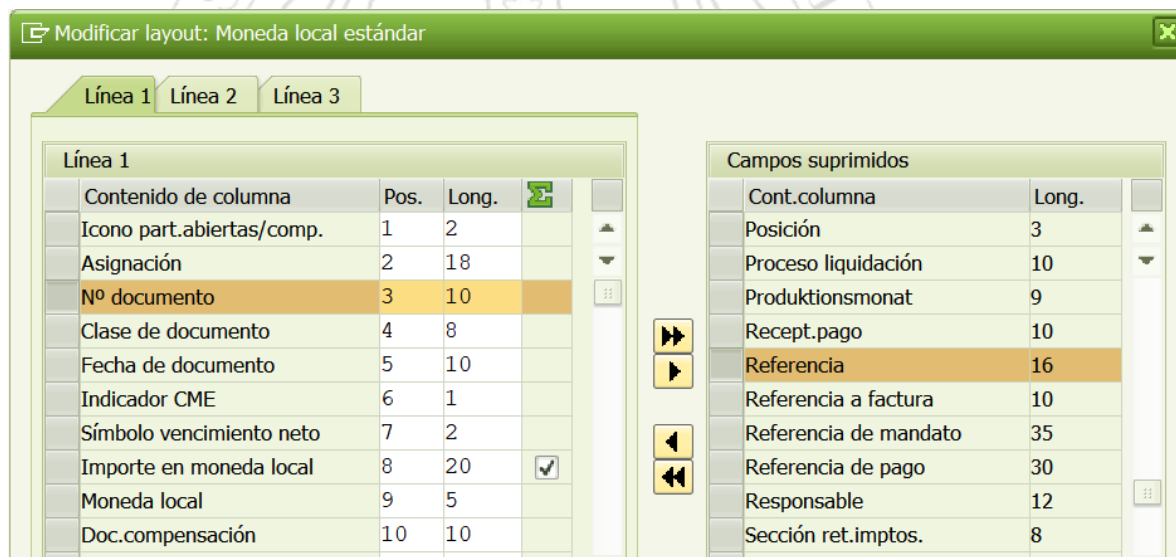 Modificar layout: Moneda local estándar
Línea 1 Línea 2 Línea 3
Línea 1
Contenido de columna Pos. Long.
Icono part.abiertas/comp. 1 2
Asignación 2 18
Nº documento 3 10
Clase de documento 4 8
Fecha de documento 5 10
Indicador CME 6 1
Símbolo vencimiento neto 7 2
Importe en moneda local 8 20
Moneda local 9 5
Doc.compensación 10 10
Campos suprimidos
Cont.columna Long.
Posición 3
Proceso liquidación 10
Produktionsmonat 9
Recept.pago 10
Referencia 16
Referencia a factura 10
Referencia de mandato 35
Referencia de pago 30
Responsable 12
Sección ret.imptos. 8